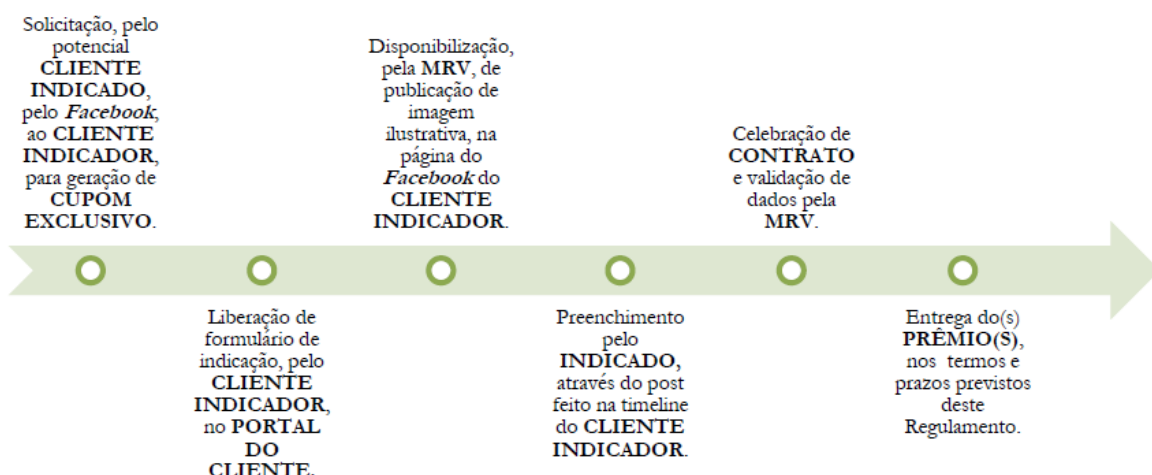 Solicitação, pelo
potencial
CLIENTE
INDICADO,
pelo Facebook,
ao CLIENTE
INDICADOR,
para geração de
CUPOM
EXCLUSIVO.
Liberação de
formulário de
indicação, pelo
CLIENTE
INDICADOR,
no PORTAL
DO
CLIENTE.
Disponibilização,
pela MRV, de
publicação de
imagem
ilustrativa, na
página do
Facebook do
CLIENTE
INDICADOR.
Preenchimento
pelo
INDICADO,
através do post
feito na timeline
do CLIENTE
INDICADOR.
Celebração de
CONTRATO
e validação de
dados pela
MRV.
Entrega do(s)
PRÊMIO(S),
nos termos e
prazos previstos
deste
Regulamento.